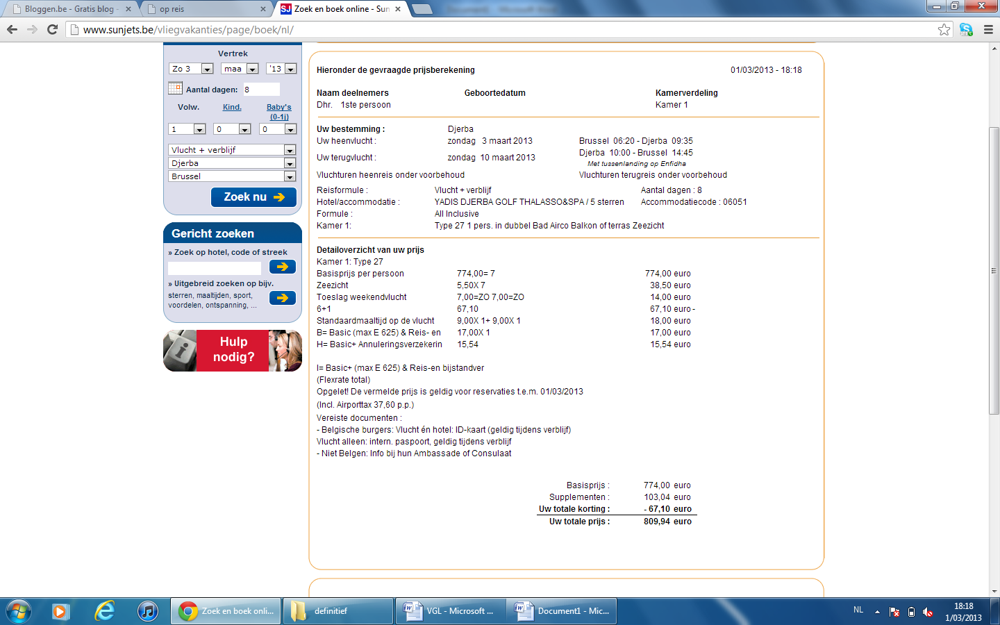 Bloggen.be - Gratis blog -
op reis
SJ Zoek en boek online - Sun
www.sunjets.be/vliegvakanties/page/boek/nl/
Vertrek
Zo 3 maa '13
Aantal dagen: 8
Volw. Kind. Baby's
(0-1j)
1 0 0
Vlucht + verblijf
Djerba
Brussel
Zoek nu
Gericht zoeken
» Zoek op hotel, code of streek
» Uitgebreid zoeken op bijv.
sterren, maaltijden, sport,
voordelen, ontspanning, ...
Hulp
nodig?
Hieronder de gevraagde prijsberekening 01/03/2013 - 18:18
Naam deelnemers Geboortedatum Kamerverdeling
Dhr. 1ste persoon Kamer 1
Uw bestemming : Djerba
Uw heenvlucht : zondag 3 maart 2013 Brussel 06:20 - Djerba 09:35
Uw terugvlucht : zondag 10 maart 2013 Djerba 10:00 - Brussel 14:45
Met tussenlanding op Enfidha
Vluchturen heenreis onder voorbehoud Vluchturen terugreis onder voorbehoud
Reisformule : Vlucht + verblijf Aantal dagen : 8
Hotel/accommodatie : YADIS DJERBA GOLF THALASSO&SPA / 5 sterren Accommodatiecode : 06051
Formule : All Inclusive
Kamer 1: Type 27 1 pers. in dubbel Bad Airco Balkon of terras Zeezicht
Detailoverzicht van uw prijs
Kamer 1: Type 27
Basisprijs per persoon 774,00= 7 774,00 euro
Zeezicht 5,50X 7 38,50 euro
Toeslag weekendvlucht 7,00=ZO 7,00=ZO 14,00 euro
6+1 67,10 67,10 euro -
Standaardmaaltijd op de vlucht 9,00X 1+ 9,00X 1 18,00 euro
B= Basic (max E 625) & Reis- en 17,00X 1 17,00 euro
H= Basic+ Annuleringsverzekerin 15,54 15,54 euro
I= Basic+ (max E 625) & Reis-en bijstandver
(Flexrate total)
Opgelet! De vermelde prijs is geldig voor reservaties t.e.m. 01/03/2013
(Incl. Airporttax 37,60 p.p.)
Vereiste documenten :
- Belgische burgers: Vlucht én hotel: ID-kaart (geldig tijdens verblijf)
Vlucht alleen: intern. paspoort, geldig tijdens verblijf
- Niet Belgen: Info bij hun Ambassade of Consulaat
Basisprijs : 774,00 euro
Supplementen : 103,04 euro
Uw totale korting : - 67,10 euro
Uw totale prijs : 809,94 euro
Zoek en boek onli...
definitief
VGL - Microsoft ...
Document1 - Mic...
NL
18:18
1/03/2013